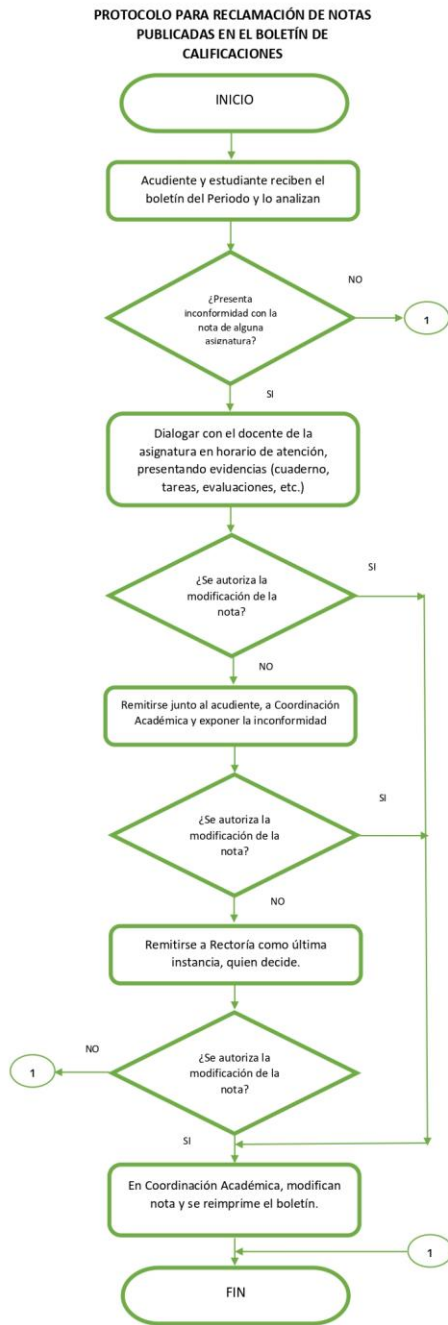 PROTOCOLO PARA RECLAMACIÓN DE NOTAS
PUBLICADAS EN EL BOLETÍN DE
CALIFICACIONES
INICIO
Acudiente y estudiante reciben el
boletín del Periodo y lo analizan
NO
¿Presenta
inconformidad con la
nota de alguna
asignatura?
1
SI
Dialogar con el docente de la
asignatura en horario de atención,
presentando evidencias (cuaderno,
tareas, evaluaciones, etc.)
SI
¿Se autoriza la
modificación de la
nota?
NO
Remitirse junto al acudiente, a Coordinación
Académica y exponer la inconformidad
SI
¿Se autoriza la
modificación de la
nota?
NO
Remitirse a Rectoría como última
instancia, quien decide.
NO
¿Se autoriza la
modificación de la
nota?
1
SI
En Coordinación Académica, modifican
nota y se reimprime el boletín.
1
FIN